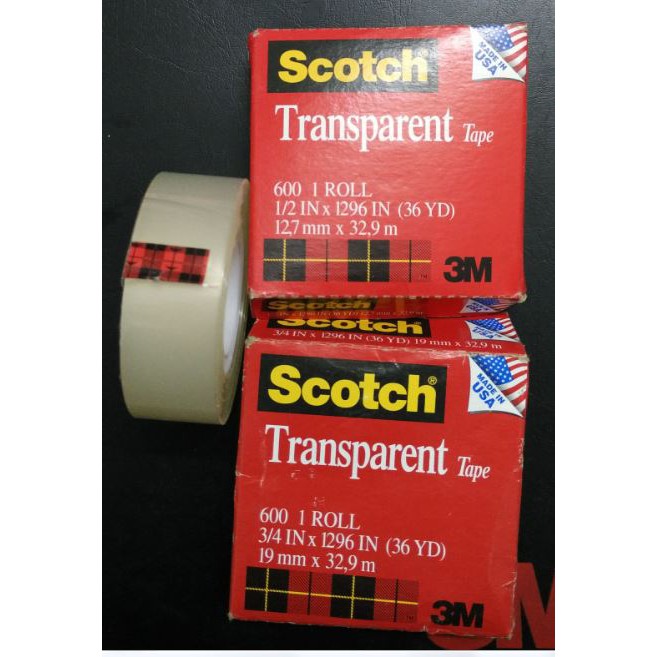 Scotch
MADE IN
USA
Transparent Tape
600 1 ROLL
1/2 IN x 1296 IN (36 YD)
12,7 mm x 32,9 m
™
3M
Scotch
3/4 IN x 1296 IN (36 YD) 19 mm x 32,9 m
Scotch®
MADE IN
USA
Transparent Tape
600 1 ROLL
3/4 IN x 1296 IN (36 YD)
19 mm x 32,9 m
™
3M